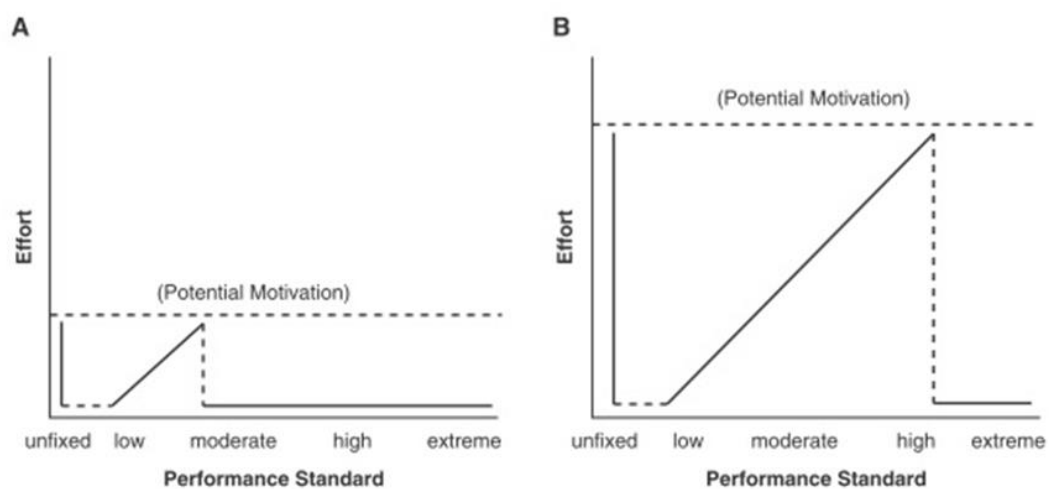 A
(Potential Motivation)
Effort
unfixed low moderate high extreme
Performance Standard
B
(Potential Motivation)
Effort
unfixed low moderate high extreme
Performance Standard